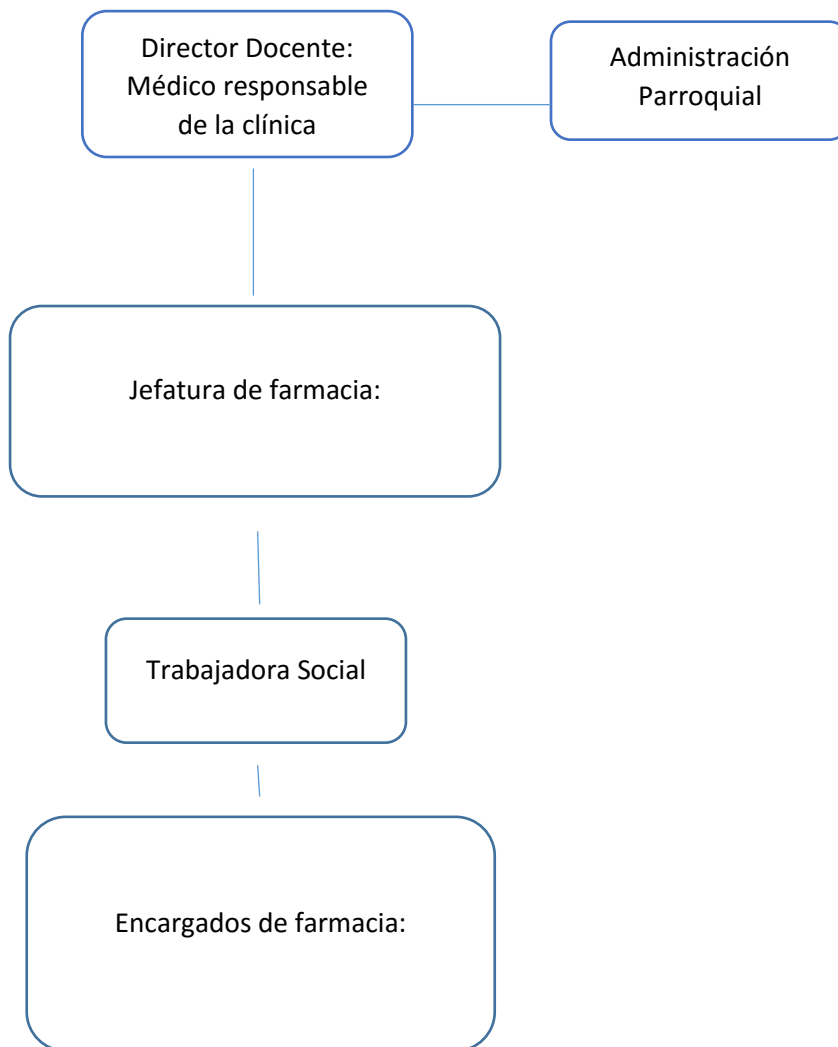 Director Docente:
Médico responsable
de la clínica
Administración
Parroquial
Jefatura de farmacia:
Trabajadora Social
Encargados de farmacia: